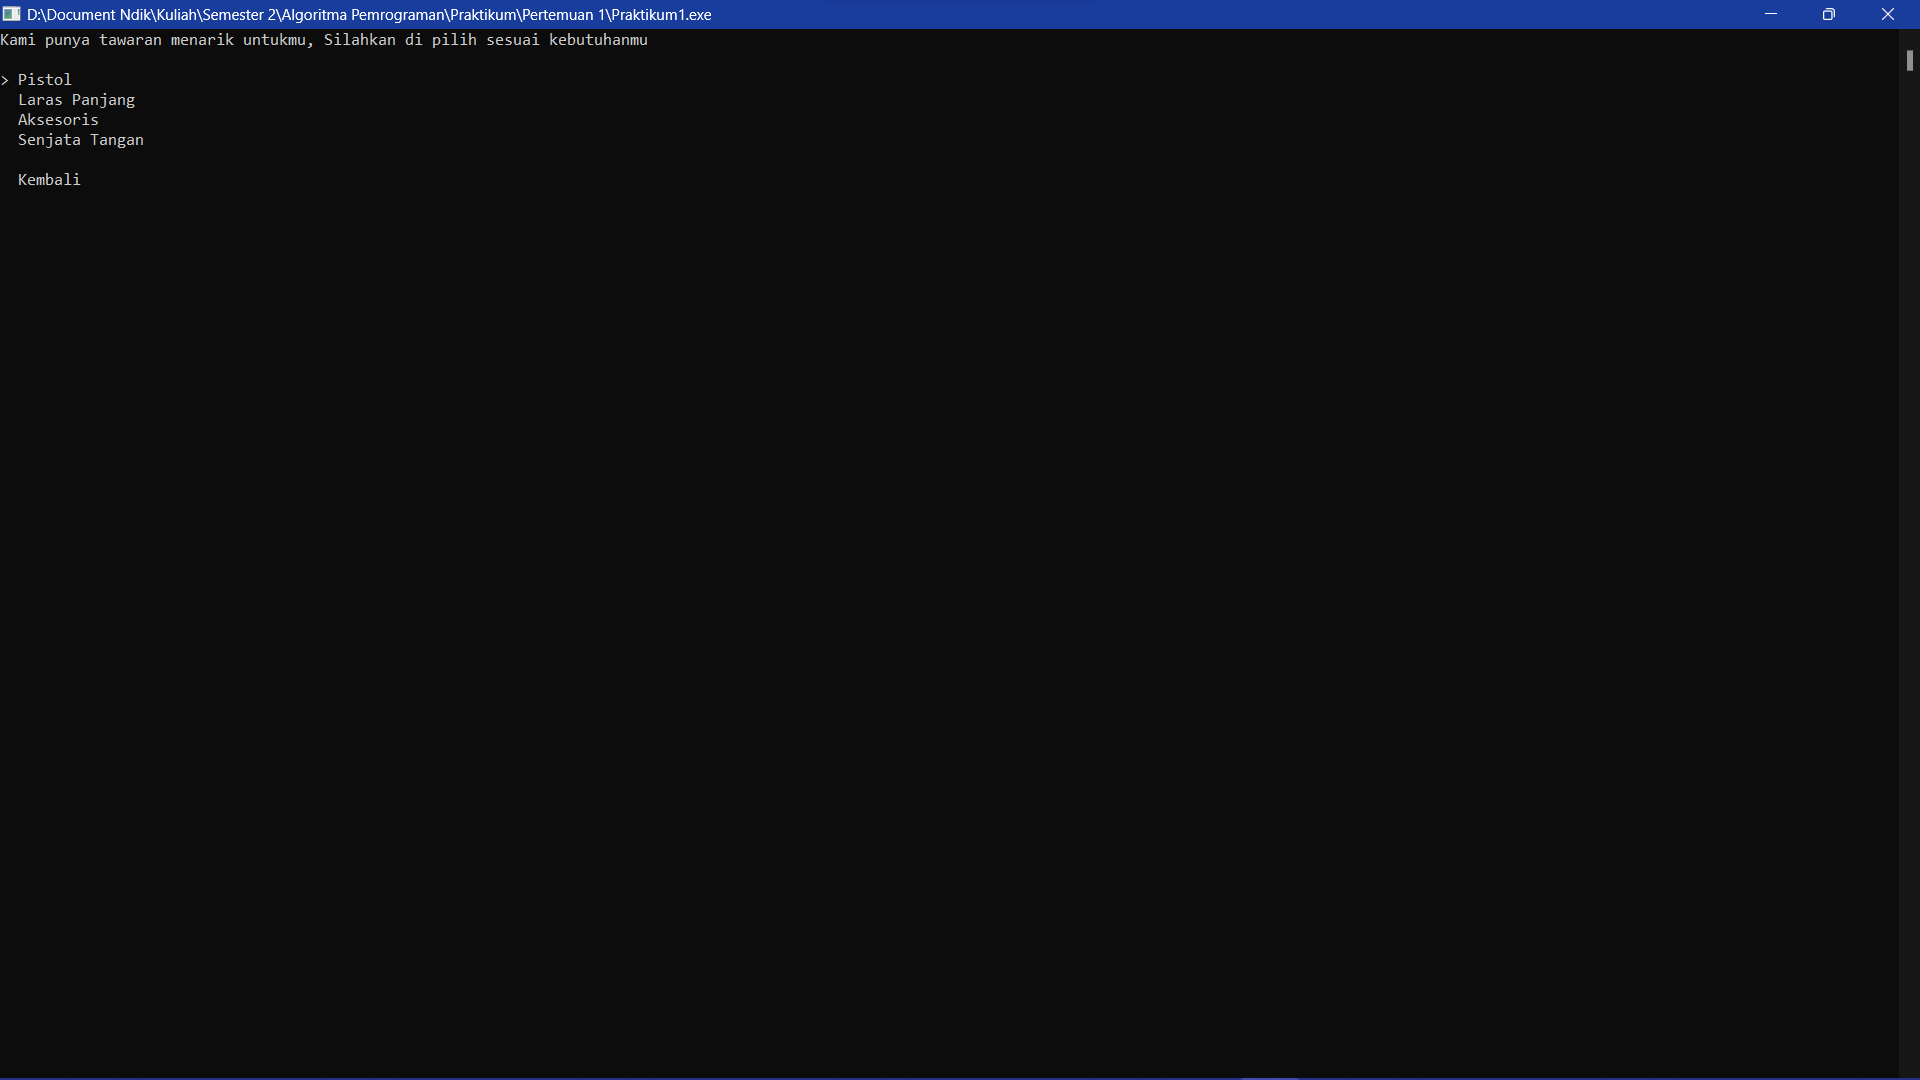 D:\Document Ndik\Kuliah\Semester 2\Algoritma Pemrograman\Praktikum\Pertemuan 1\Praktikum1.exe
Kami punya tawaran menarik untukmu, Silahkan di pilih sesuai kebutuhanmu
> Pistol
Laras Panjang
Aksesoris
Senjata Tangan
Kembali